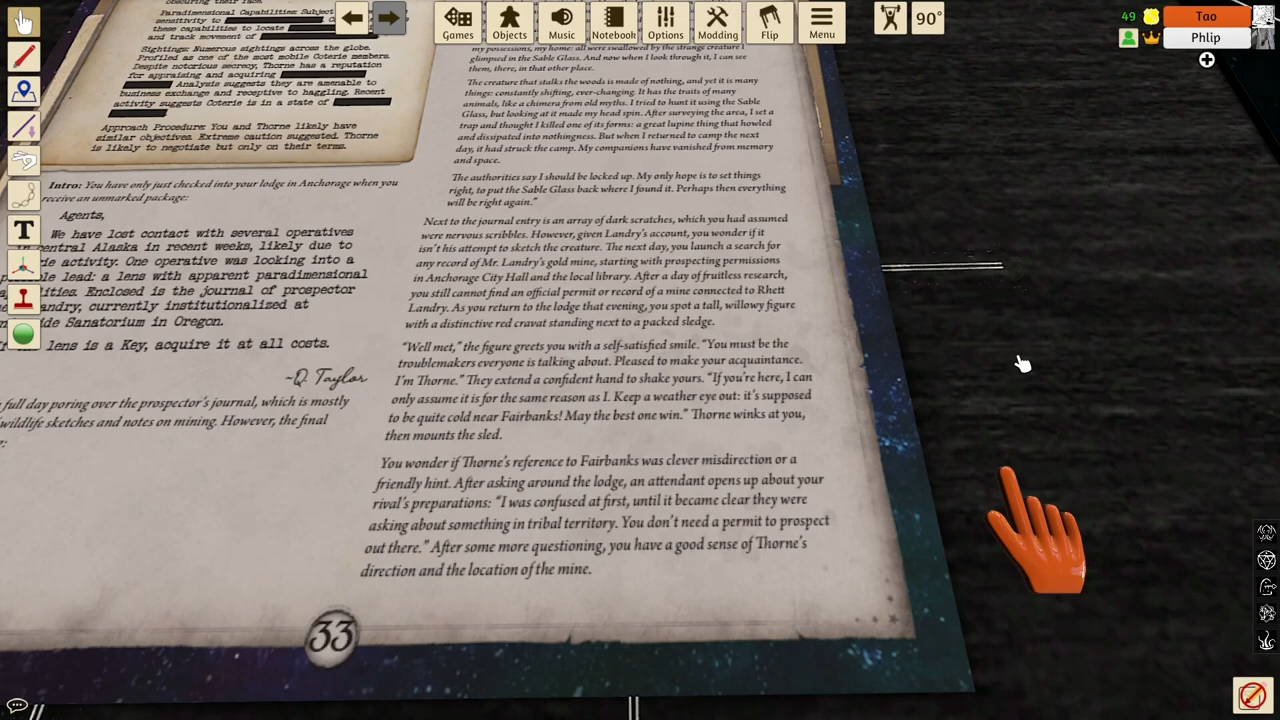 Games
Objects
Music
Notebook
Options
Modding
Flip
Menu
90°
49
Tao
Phlip
T
obscuring their race.
Paradimensional Capabilities: Subject
sensitivity to
these capabilities to locate
and track movement of
Sightings: Numerous sightings across the globe.
Profiled as one of the most mobile Coterie members.
Despite notorious secrecy, Thorne has a reputation
for appraising and acquiring
Analysis suggests they are amenable to
business exchange and receptive to haggling. Recent
activity suggests Coterie is in a state of
Approach Procedure: You and Thorne likely have
similar objectives. Extreme caution suggested. Thorne
is likely to negotiate but only on their terms.
Intro: You have only just checked into your lodge in Anchorage when you
receive an unmarked package:
Agents,
We have lost contact with several operatives
central Alaska in recent weeks, likely due to
activity. One operative was looking into a
lead: a lens with apparent paradimensional
Enclosed is the journal of prospector
Landry, currently institutionalized at
Sanatorium in Oregon.
lens is a Key, acquire it at all costs.
~Q. Taylor
full day poring over the prospector's journal, which is mostly
wildlife sketches and notes on mining. However, the final
my possessions, my home: all were swallowed by the strange creature I
glimpsed in the Sable Glass. And now when I look through it, I can see
them, there, in that other place.
The creature that stalks the woods is made of nothing, and yet it is many
things: constantly shifting, ever-changing. It has the traits of many
animals, like a chimera from old myths. I tried to hunt it using the Sable
Glass, but looking at it made my head spin. After surveying the area, I set a
trap and thought I killed one of its forms: a great lupine thing that howled
and dissipated into nothingness. But when I returned to camp the next
day, it had struck the camp. My companions have vanished from memory
and space.
The authorities say I should be locked up. My only hope is to set things
right, to put the Sable Glass back where I found it. Perhaps then everything
will be right again."
Next to the journal entry is an array of dark scratches, which you had assumed
were nervous scribbles. However, given Landry's account, you wonder if it
isn't his attempt to sketch the creature. The next day, you launch a search for
any record of Mr. Landry's gold mine, starting with prospecting permissions
in Anchorage City Hall and the local library. After a day of fruitless research,
you still cannot find an official permit or record of a mine connected to Rhett
Landry. As you return to the lodge that evening, you spot a tall, willowy figure
with a distinctive red cravat standing next to a packed sledge.
"Well met," the figure greets you with a self-satisfied smile. "You must be the
troublemakers everyone is talking about. Pleased to make your acquaintance.
I'm Thorne." They extend a confident hand to shake yours. "If you're here, I can
only assume it is for the same reason as I. Keep a weather eye out: it's supposed
to be quite cold near Fairbanks! May the best one win." Thorne winks at you,
then mounts the sled.
You wonder if Thorne's reference to Fairbanks was clever misdirection or a
friendly hint. After asking around the lodge, an attendant opens up about your
rival's preparations: "I was confused at first, until it became clear they were
asking about something in tribal territory. You don't need a permit to prospect
out there." After some more questioning, you have a good sense of Thorne's
direction and the location of the mine.
33